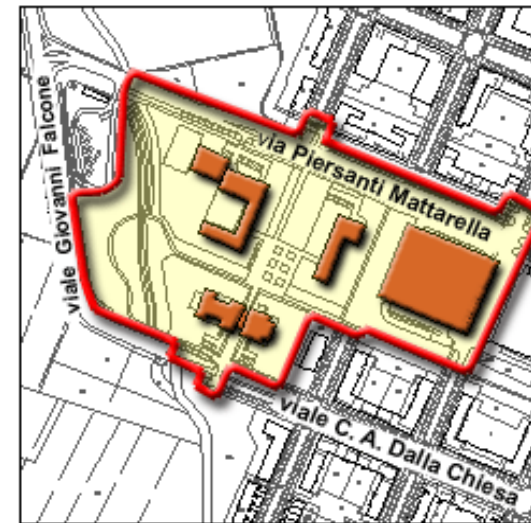 viale Giovanni Falcone
via Piersanti Mattarella
viale C. A. Dalla Chiesa